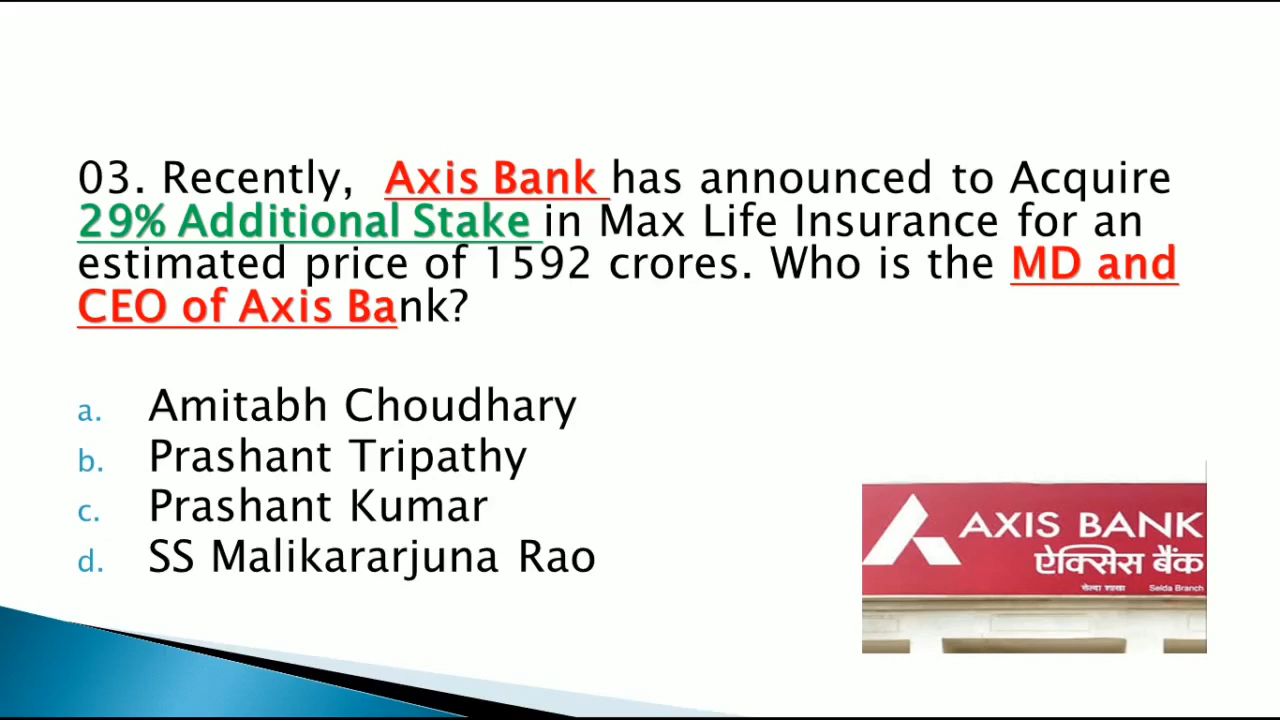 03. Recently, Axis Bank has announced to Acquire
29% Additional Stake in Max Life Insurance for an
estimated price of 1592 crores. Who is the MD and
CEO of Axis Bank?
a. Amitabh Choudhary
b. Prashant Tripathy
c. Prashant Kumar
d. SS Malikararjuna Rao
AXIS BANK
ऐक्सिस बैंक
सेल्दा शाखा Selda Branch